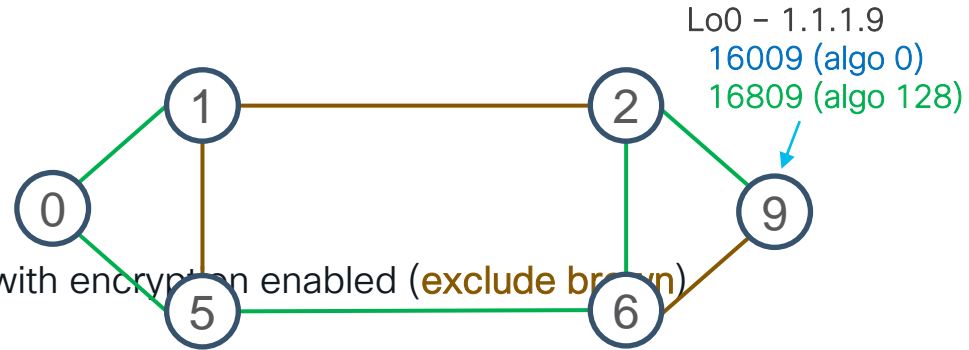 Lo0 – 1.1.1.9
16009 (algo 0)
16809 (algo 128)
1
2
0
9
with encryption enabled (exclude brown)
5
6